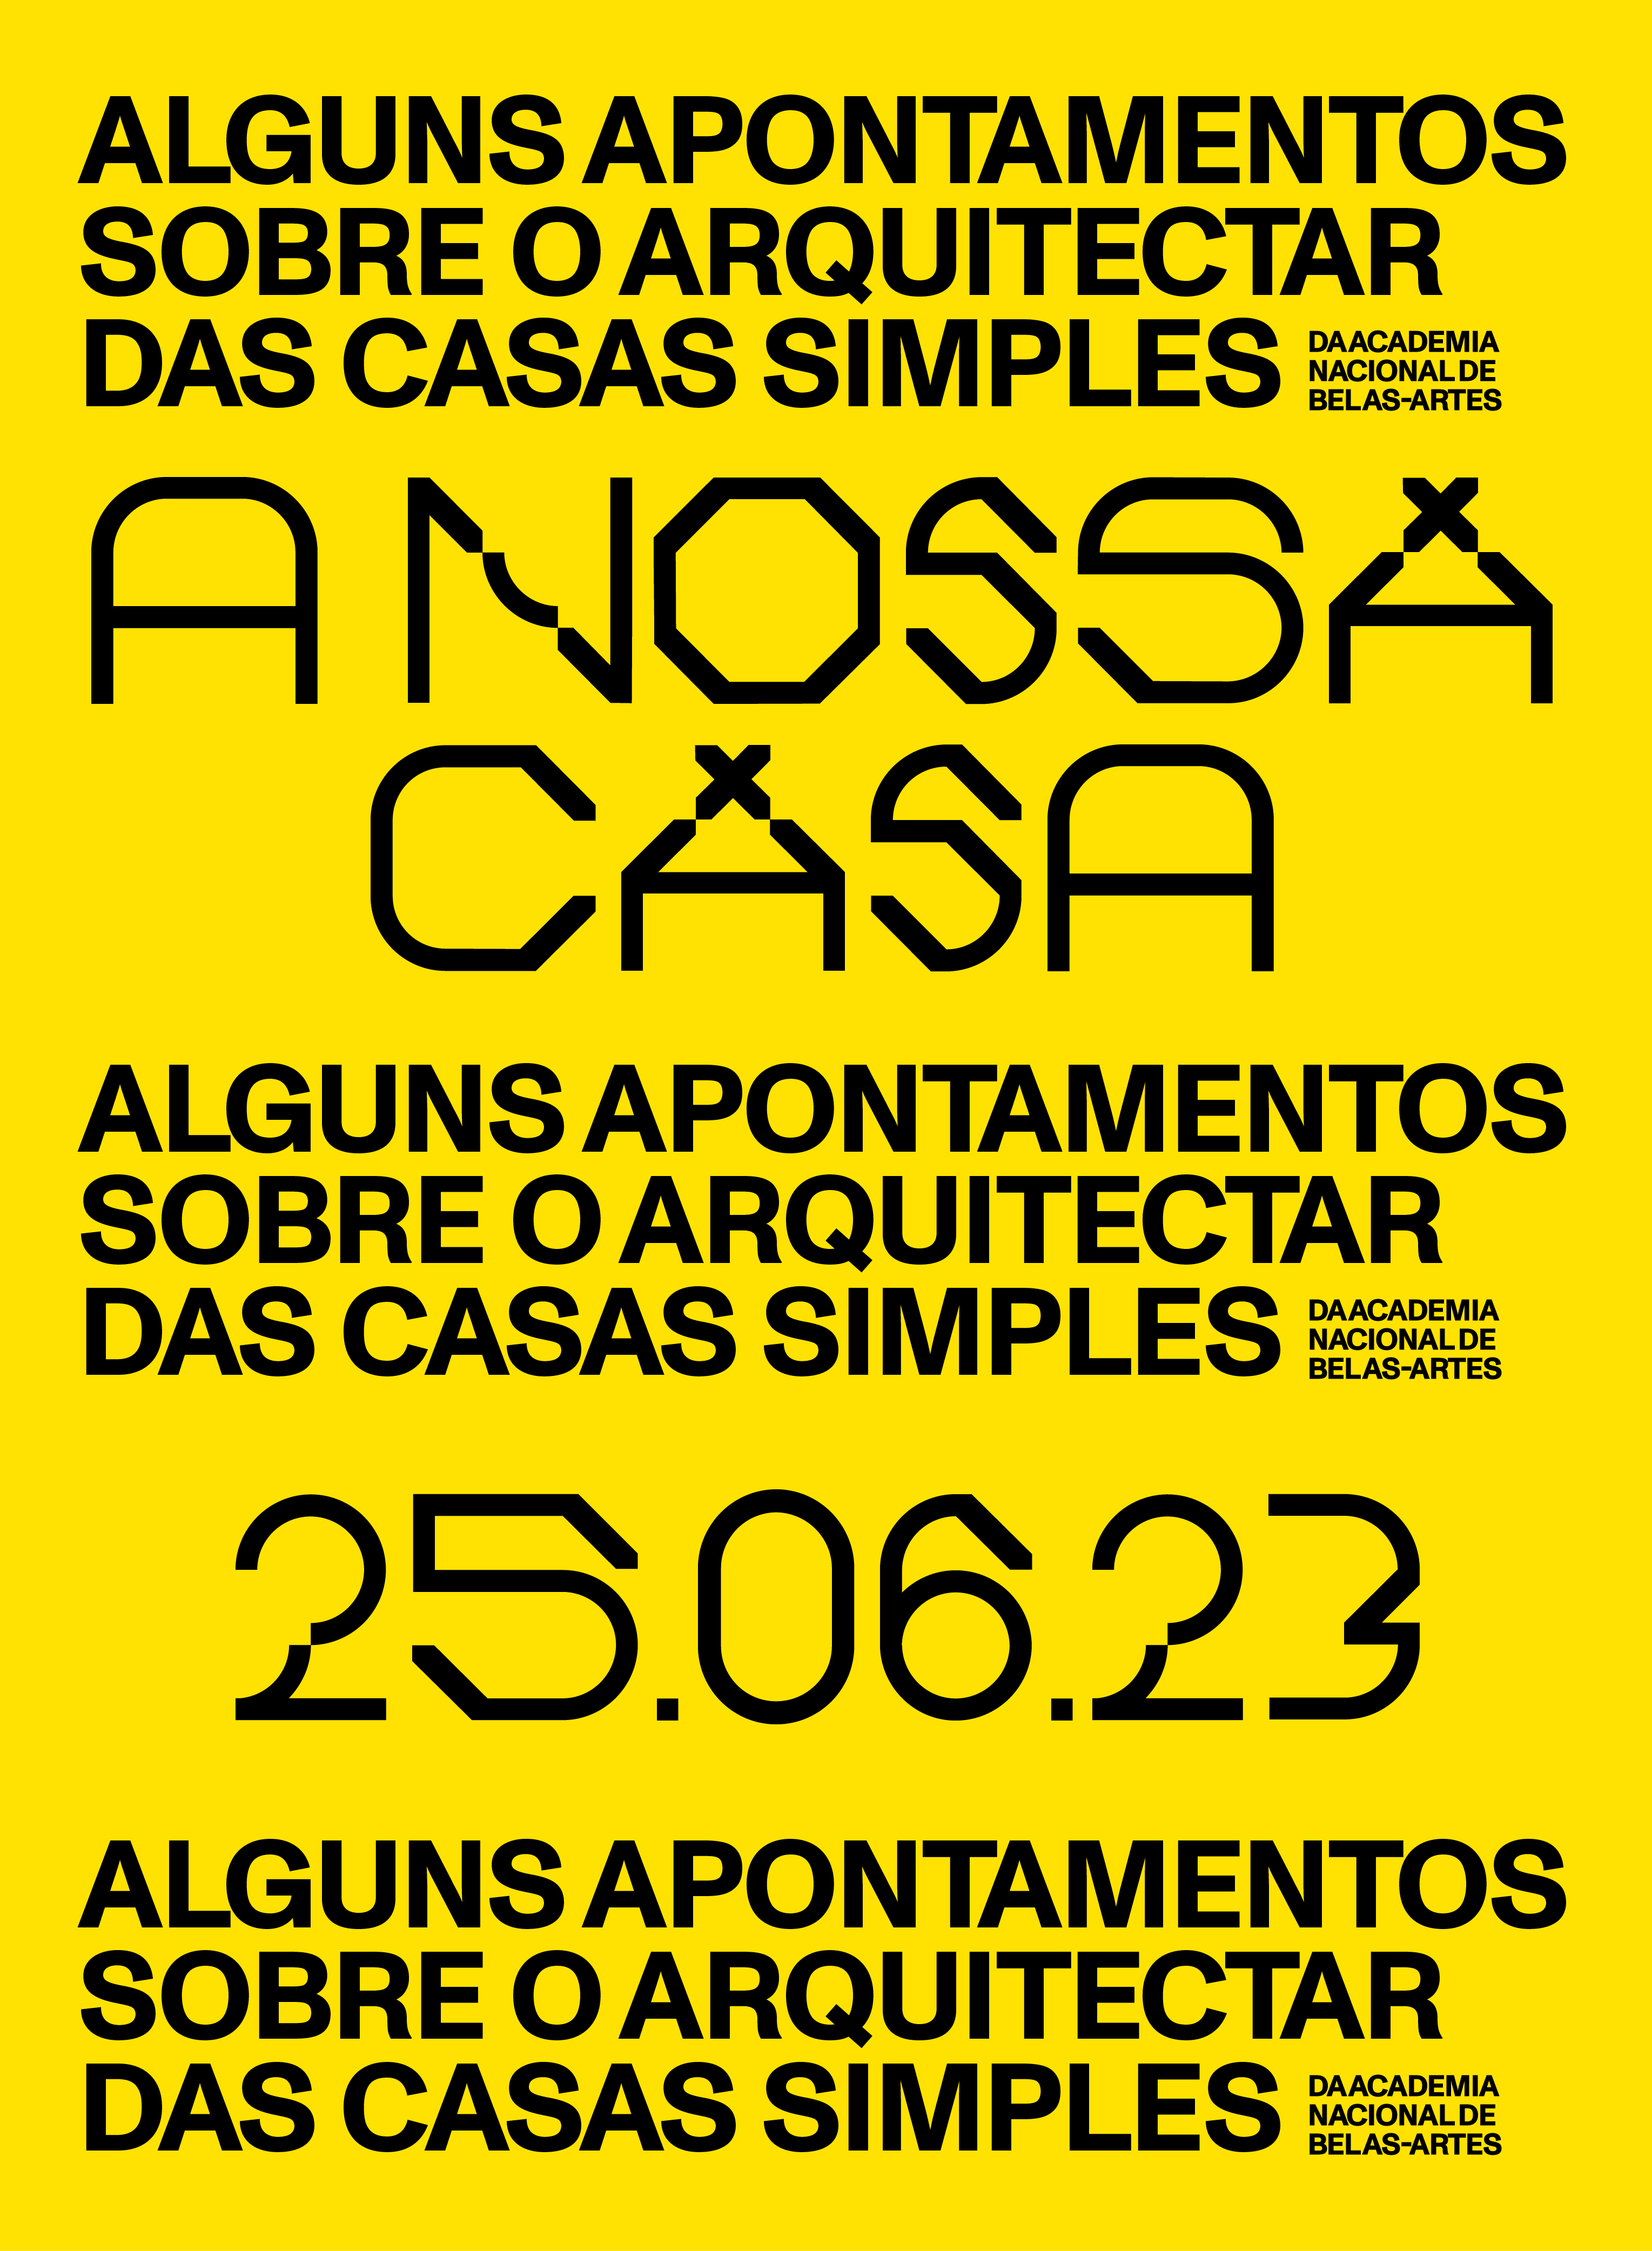 ALGUNS APONTAMENTOS
SOBRE O ARQUITECTAR
DAS CASAS SIMPLES
DA ACADEMIA
NACIONAL DE
BELAS-ARTES
A NOSSA
CASA
ALGUNS APONTAMENTOS
SOBRE O ARQUITECTAR
DAS CASAS SIMPLES
DA ACADEMIA
NACIONAL DE
BELAS-ARTES
25.06.23
ALGUNS APONTAMENTOS
SOBRE O ARQUITECTAR
DAS CASAS SIMPLES
DA ACADEMIA
NACIONAL DE
BELAS-ARTES